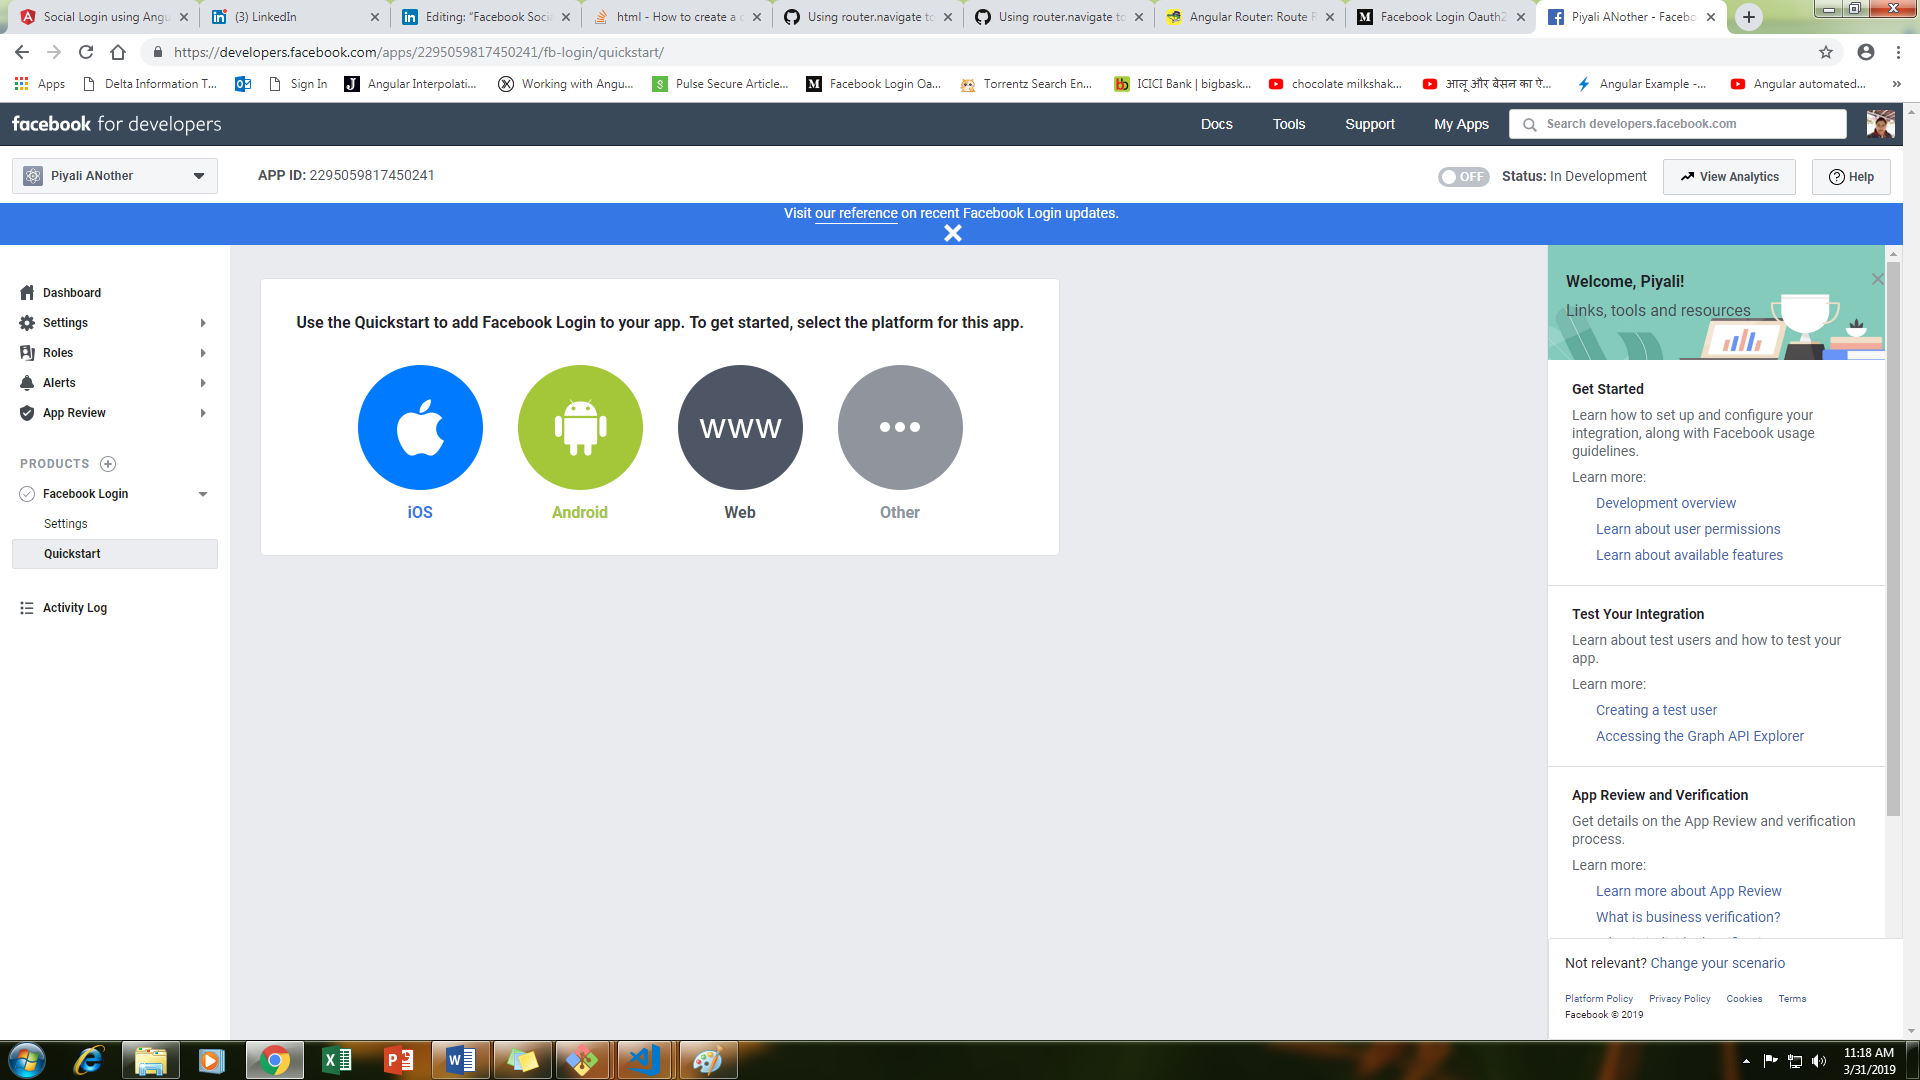 Social Login using Angu
(3) LinkedIn
Editing: "Facebook Socia
html - How to create a c
Using router.navigate to
Using router.navigate to
Angular Router: Route P
Facebook Login Oauth2
Piyali ANother - Facebo
https://developers.facebook.com/apps/2295059817450241/fb-login/quickstart/
Apps
Delta Information T...
Sign In
Angular Interpolati...
Working with Angu...
Pulse Secure Article...
Facebook Login Oa...
Torrentz Search En...
ICICI Bank | bigbask...
chocolate milkshak...
आलू और बेसन का ऐ...
Angular Example -...
Angular automated...
facebook for developers
Docs
Tools
Support
My Apps
Search developers.facebook.com
Piyali ANother
APP ID: 2295059817450241
OFF
Status: In Development
View Analytics
Help
Visit our reference on recent Facebook Login updates.
Dashboard
Settings
Roles
Alerts
App Review
PRODUCTS
Facebook Login
Settings
Quickstart
Activity Log
Use the Quickstart to add Facebook Login to your app. To get started, select the platform for this app.
www
iOS
Android
Web
Other
Welcome, Piyali!
Links, tools and resources
Get Started
Learn how to set up and configure your
integration, along with Facebook usage
guidelines.
Learn more:
Development overview
Learn about user permissions
Learn about available features
Test Your Integration
Learn about test users and how to test your
app.
Learn more:
Creating a test user
Accessing the Graph API Explorer
App Review and Verification
Get details on the App Review and verification
process.
Learn more:
Learn more about App Review
What is business verification?
Not relevant? Change your scenario
Platform Policy
Privacy Policy
Cookies
Terms
Facebook © 2019
11:18 AM
3/31/2019